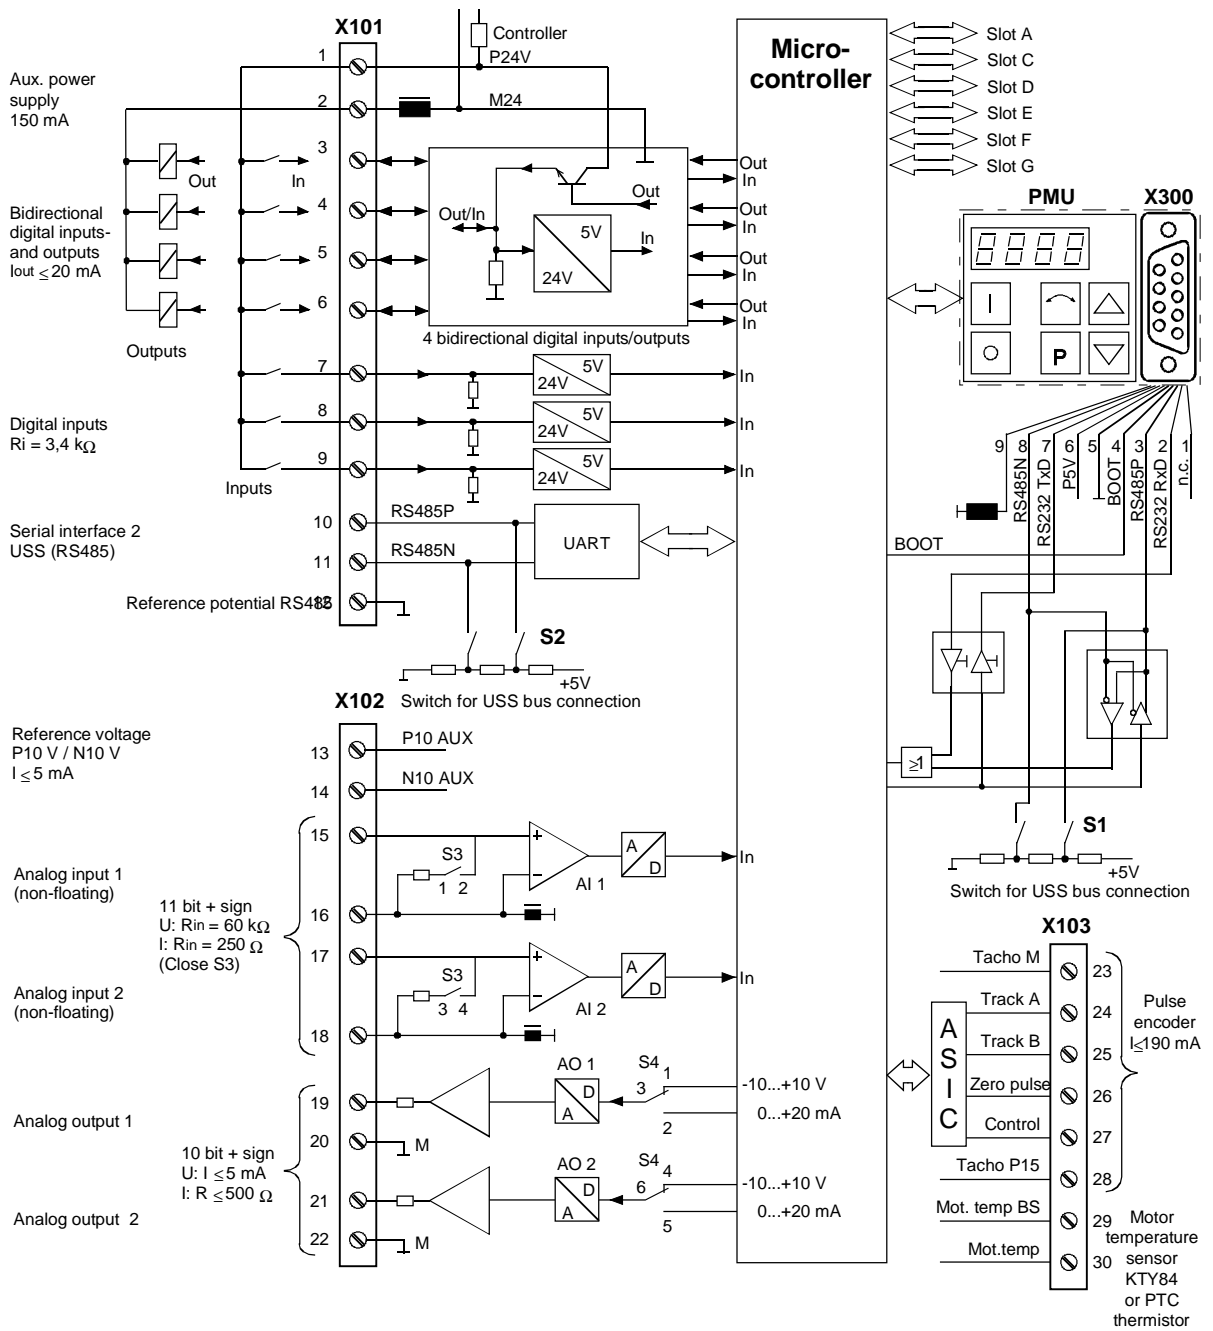 X101
Controller
P24V
1
Aux. power
supply
150 mA
2
M24
3
Out
In
4
Bidirectional
digital inputs-
and outputs
Iout ≤ 20 mA
5
6
Outputs
Out/In
Out
In
5V
24V
4 bidirectional digital inputs/outputs
Out
In
Out
In
Out
In
Out
In
Micro-
controller
Slot A
Slot C
Slot D
Slot E
Slot F
Slot G
PMU
X300
8888
P
7
5V
24V
In
Digital inputs
Ri = 3,4 kΩ
8
5V
24V
In
9
5V
24V
In
Inputs
9 8 7 6 5 4 3 2 1
RS485N
RS232 TxD
P5V
BOOT
RS485P
RS232 RxD
n.c.
Serial interface 2
USS (RS485)
10
RS485P
11
RS485N
UART
BOOT
Reference potential RS485
12
S2
+5V
Switch for USS bus connection
≥1
S1
+5V
Switch for USS bus connection
X102
Reference voltage
P10 V / N10 V
I ≤ 5 mA
13
P10 AUX
14
N10 AUX
15
Analog input 1
(non-floating)
S3
1 2
+
−
AI 1
A
D
In
16
11 bit + sign
U: Rin = 60 kΩ
I: Rin = 250 Ω
(Close S3)
17
Analog input 2
(non-floating)
S3
3 4
+
−
AI 2
A
D
In
18
19
Analog output 1
AO 1
D
A
S4
1
3
2
-10...+10 V
0...+20 mA
20
M
10 bit + sign
U: I ≤ 5 mA
I: R ≤ 500 Ω
21
Analog output 2
AO 2
D
A
S4
4
6
5
-10...+10 V
0...+20 mA
22
M
X103
Tacho M
23
Track A
24
Track B
25
Zero pulse
26
Control
27
Tacho P15
28
Mot. temp BS
29
Mot.temp
30
ASIC
Pulse
encoder
I≤190 mA
Motor
temperature
sensor
KTY84
or PTC
thermistor